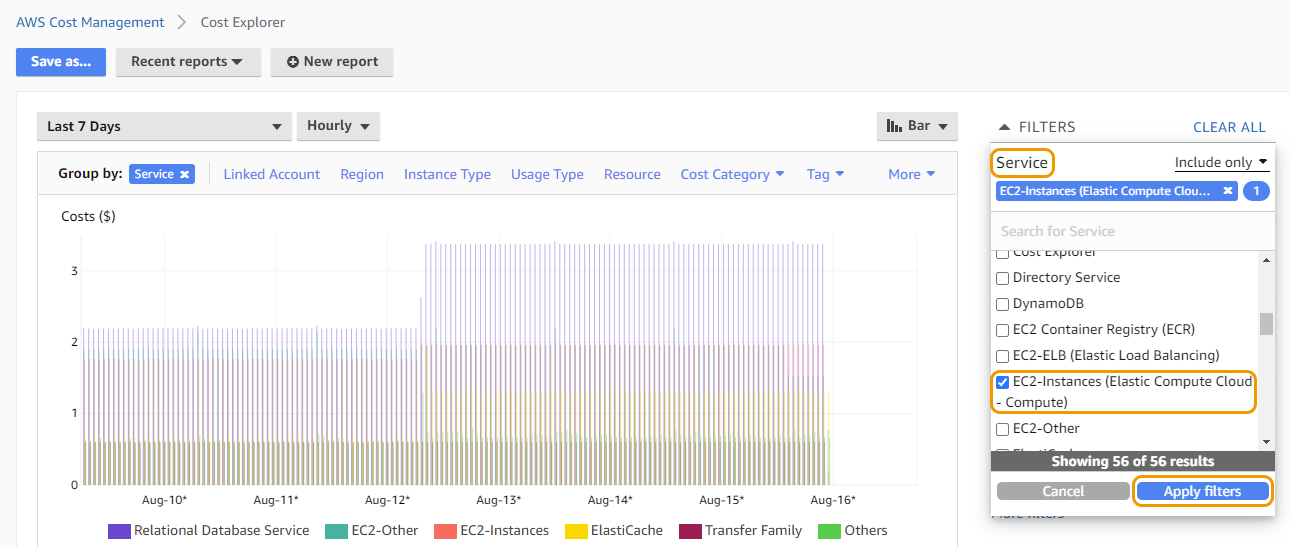 AWS Cost Management > Cost Explorer
Save as... Recent reports New report
Last 7 Days Hourly Bar
Group by: Service × Linked Account Region Instance Type Usage Type Resource Cost Category Tag More
Costs ($)
3
2
1
0
Aug-10* Aug-11* Aug-12* Aug-13* Aug-14* Aug-15* Aug-16*
Relational Database Service EC2-Other EC2-Instances ElastiCache Transfer Family Others
FILTERS CLEAR ALL
Service Include only
EC2-Instances (Elastic Compute Clou... × 1
Search for Service
Cost Explorer
Directory Service
DynamoDB
EC2 Container Registry (ECR)
EC2-ELB (Elastic Load Balancing)
EC2-Instances (Elastic Compute Cloud
- Compute)
EC2-Other
ElastiCache
Showing 56 of 56 results
Cancel Apply filters
More filters